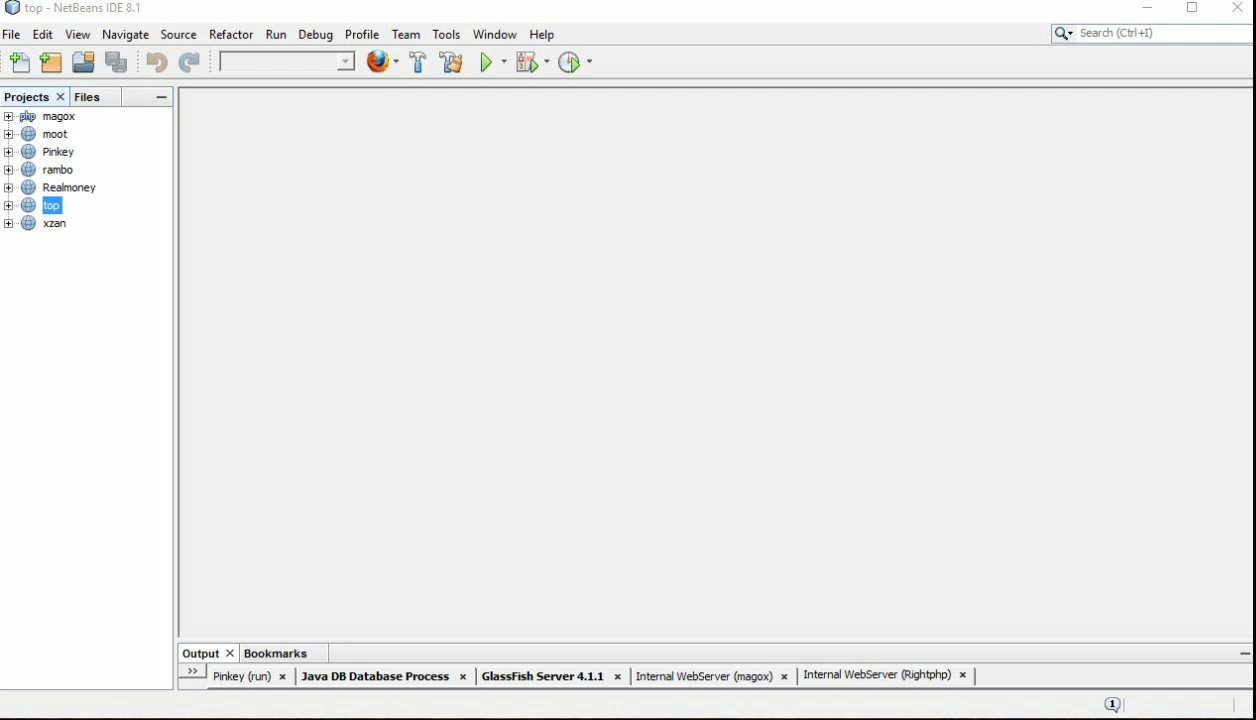 top - NetBeans IDE 8.1
File Edit View Navigate Source Refactor Run Debug Profile Team Tools Window Help
Search (Ctrl+I)
Projects Files
php magox
moot
Pinkey
rambo
Realmoney
top
xzan
Output Bookmarks
>> Pinkey (run) Java DB Database Process GlassFish Server 4.1.1 Internal WebServer (magox) Internal WebServer (Rightphp)
1